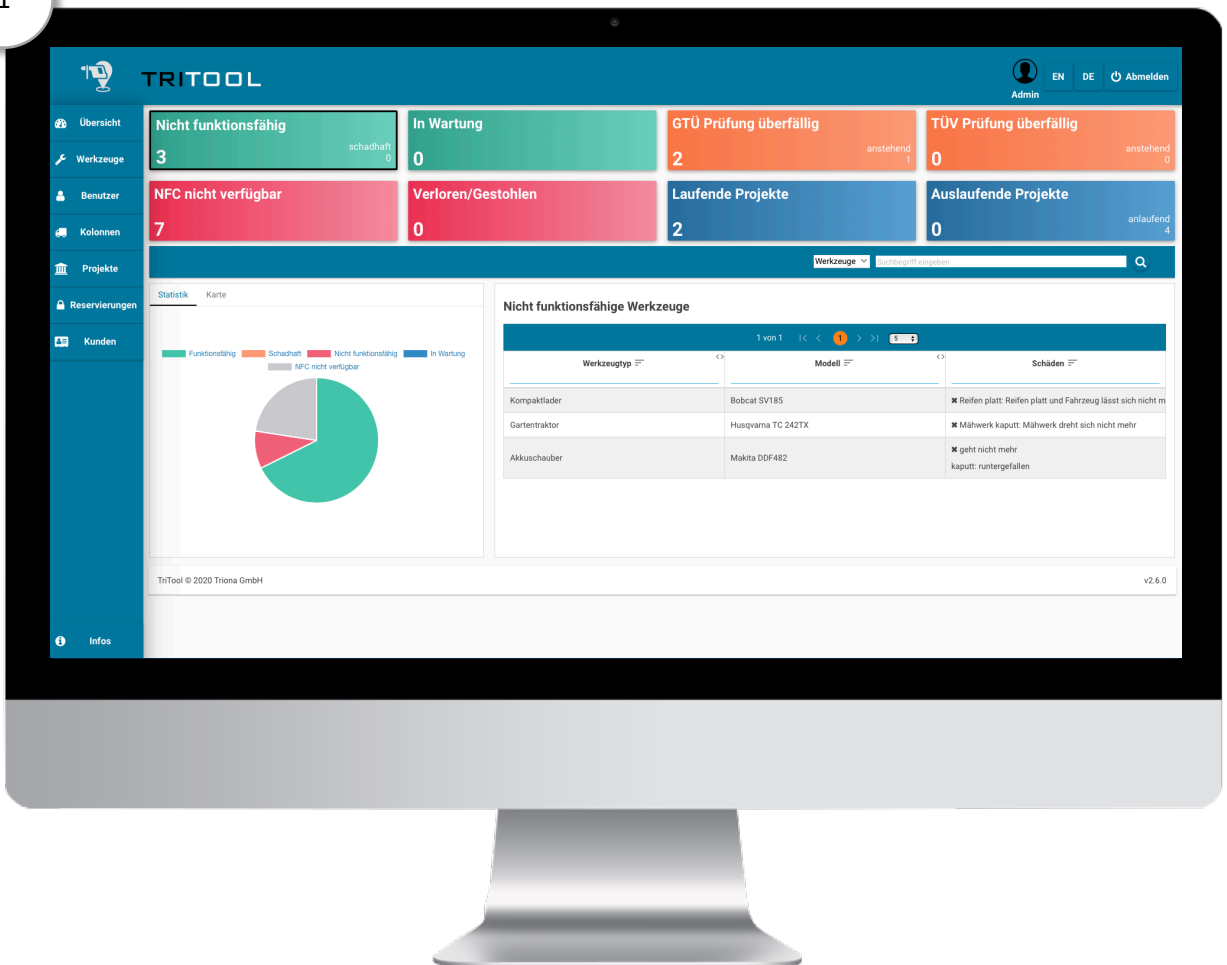 1
TRITOOL
Admin
EN DE Abmelden
Übersicht
Werkzeuge
Benutzer
Kolonnen
Projekte
Reservierungen
Kunden
Infos
Nicht funktionsfähig
schadhaft
3 0
In Wartung
0
GTÜ Prüfung überfällig
anstehend
2 1
TÜV Prüfung überfällig
anstehend
0 0
NFC nicht verfügbar
7
Verloren/Gestohlen
0
Laufende Projekte
2
Auslaufende Projekte
anlaufend
0 4
Werkzeuge Suchbegriff eingeben
Statistik Karte
Funktionsfähig Schadhaft Nicht funktionsfähig In Wartung
NFC nicht verfügbar
Nicht funktionsfähige Werkzeuge
1 von 1 1 5
Werkzeugtyp Modell Schäden
Kompaktlader Bobcat SV185 ✖ Reifen platt: Reifen platt und Fahrzeug lässt sich nicht m
Gartentraktor Husqvarna TC 242TX ✖ Mähwerk kaputt: Mähwerk dreht sich nicht mehr
Akkuschauber Makita DDF482 ✖ geht nicht mehr
kaputt: runtergefallen
TriTool © 2020 Triona GmbH v2.6.0